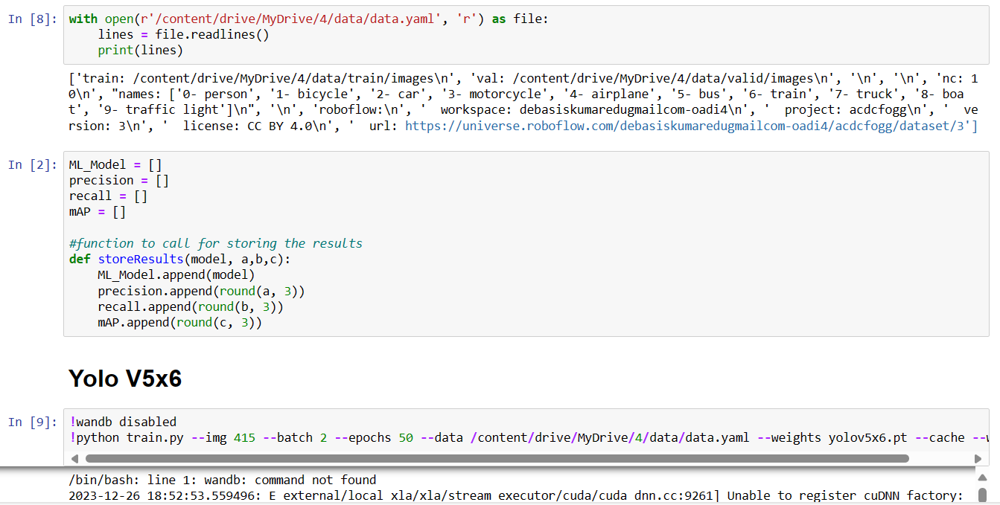 In [8]: with open(r'/content/drive/MyDrive/4/data/data.yaml', 'r') as file:
    lines = file.readlines()
    print(lines)
['train: /content/drive/MyDrive/4/data/train/images\n', 'val: /content/drive/MyDrive/4/data/valid/images\n', '\n', '\n', 'nc: 1
0\n', "names: ['0- person', '1- bicycle', '2- car', '3- motorcycle', '4- airplane', '5- bus', '6- train', '7- truck', '8- boa
t', '9- traffic light']\n", '\n', 'roboflow:\n', '  workspace: debasiskumaredugmailcom-oadi4\n', '  project: acdcfogg\n', '  ve
rsion: 3\n', '  license: CC BY 4.0\n', '  url: https://universe.roboflow.com/debasiskumaredugmailcom-oadi4/acdcfogg/dataset/3']
In [2]: ML_Model = []
precision = []
recall = []
mAP = []
#function to call for storing the results
def storeResults(model, a,b,c):
    ML_Model.append(model)
    precision.append(round(a, 3))
    recall.append(round(b, 3))
    mAP.append(round(c, 3))
Yolo V5x6
In [9]: !wandb disabled
!python train.py --img 415 --batch 2 --epochs 50 --data /content/drive/MyDrive/4/data/data.yaml --weights yolov5x6.pt --cache
/bin/bash: line 1: wandb: command not found
2023-12-26 18:52:53.559496: E external/local_xla/xla/stream_executor/cuda/cuda_dnn.cc:9261] Unable to register cuDNN factory: